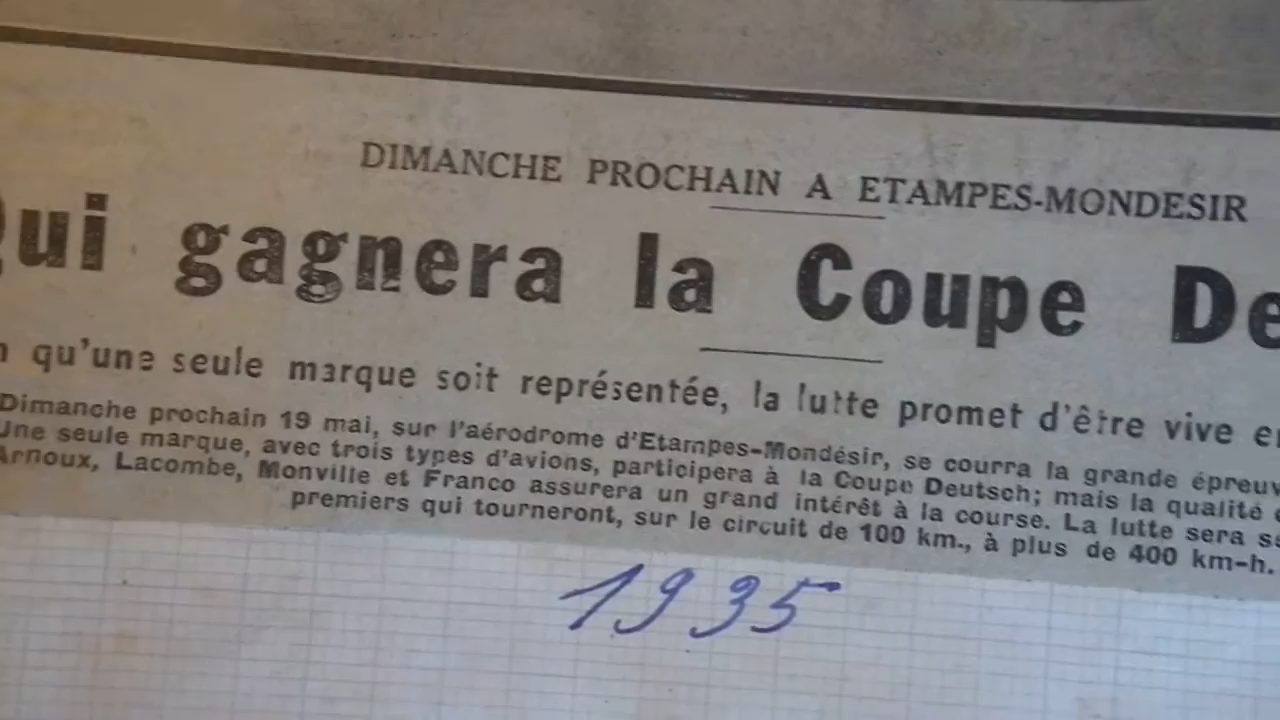 DIMANCHE PROCHAIN A ETAMPES-MONDESIR
Qui gagnera la Coupe De
qu'une seule marque soit représentée, la lutte promet d'être vive
Dimanche prochain 19 mai, sur l'aérodrome d'Etampes-Mondésir, se courra la grande épreuv
Une seule marque, avec trois types d'avions, participera à la Coupe Deutsch; mais la qualité
Arnoux, Lacombe, Monville et Franco assurera un grand intérêt à la course. La lutte sera
premiers qui tourneront, sur le circuit de 100 km., à plus de 400 km-h.
1935